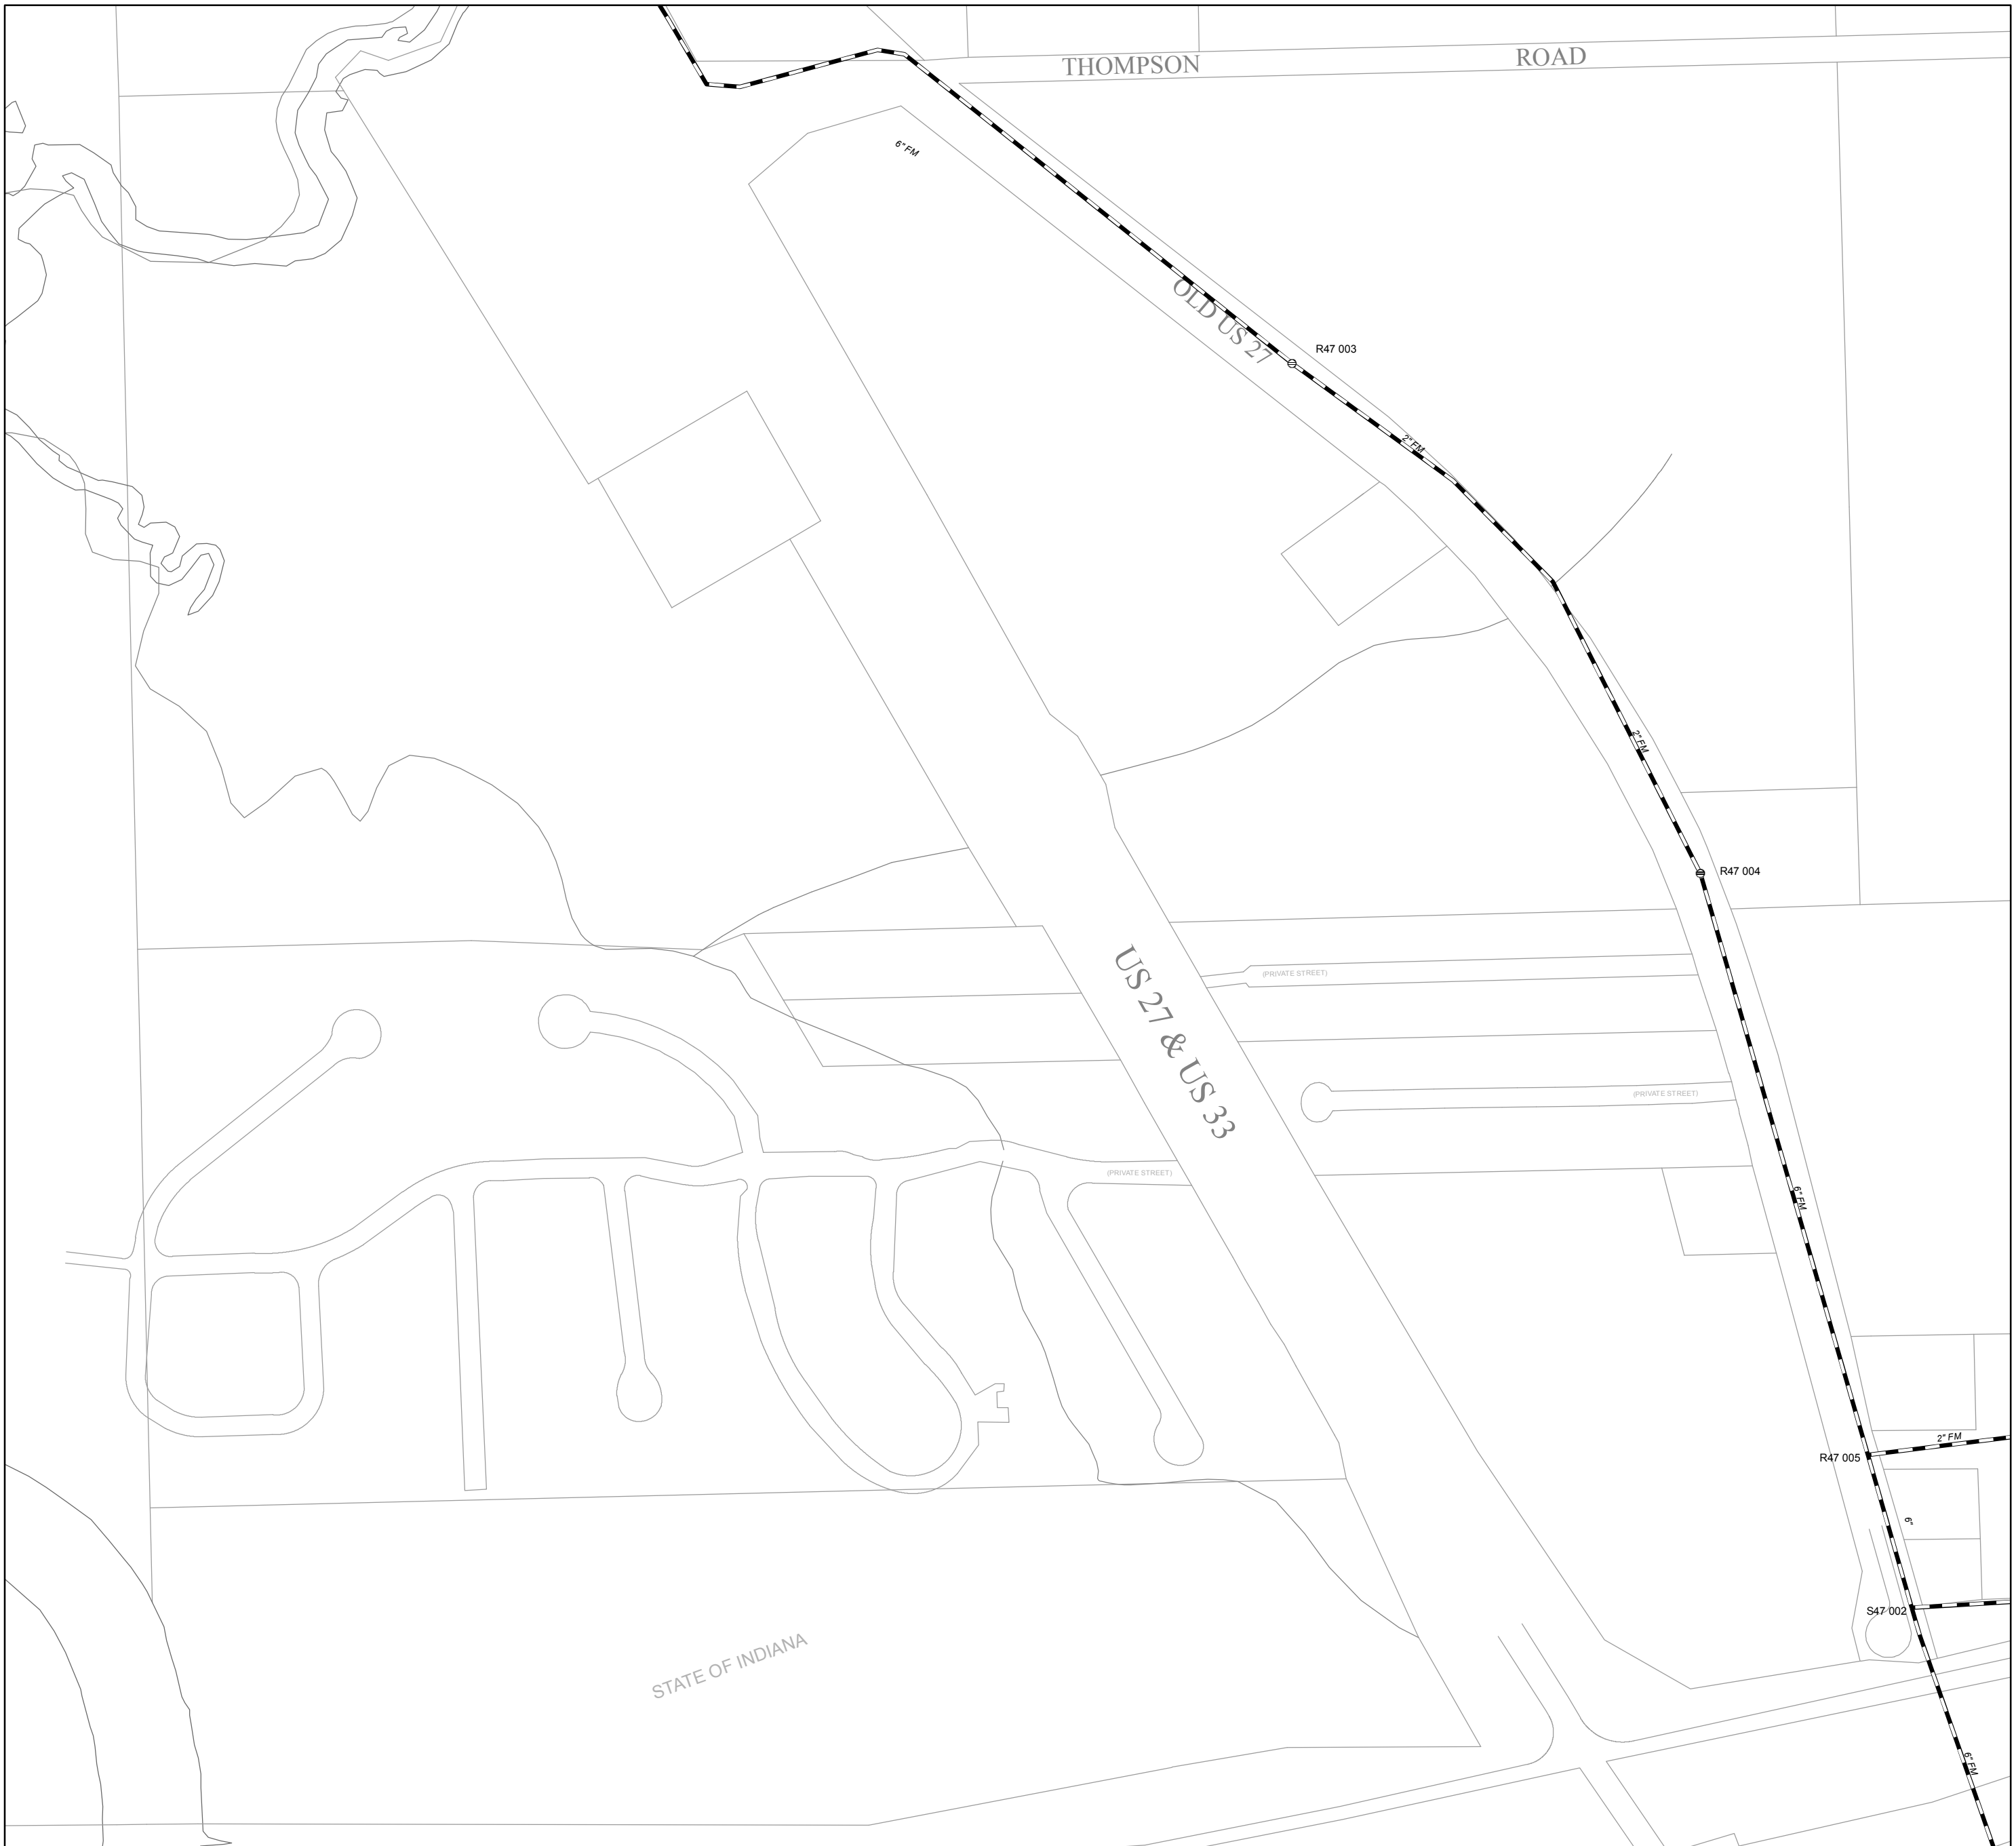 THOMPSON ROAD
6" FM
OLD US 27
R47 003
2" FM
2" FM
R47 004
US 27 & US 33
(PRIVATE STREET)
(PRIVATE STREET)
(PRIVATE STREET)
6" FM
2" FM
R47 005
6"
S47 002
STATE OF INDIANA
6" FM